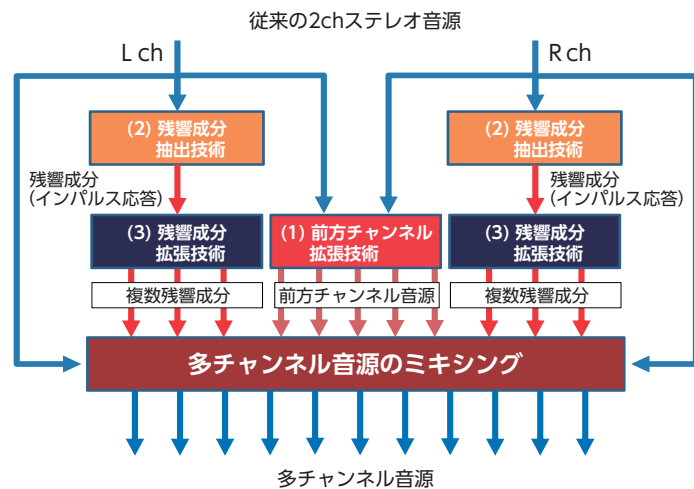 従来の2chステレオ音源
L ch
R ch
(2) 残響成分
抽出技術
(2) 残響成分
抽出技術
残響成分
(インパルス応答)
残響成分
(インパルス応答)
(3) 残響成分
拡張技術
(1) 前方チャンネル
拡張技術
(3) 残響成分
拡張技術
複数残響成分
前方チャンネル音源
複数残響成分
多チャンネル音源のミキシング
多チャンネル音源